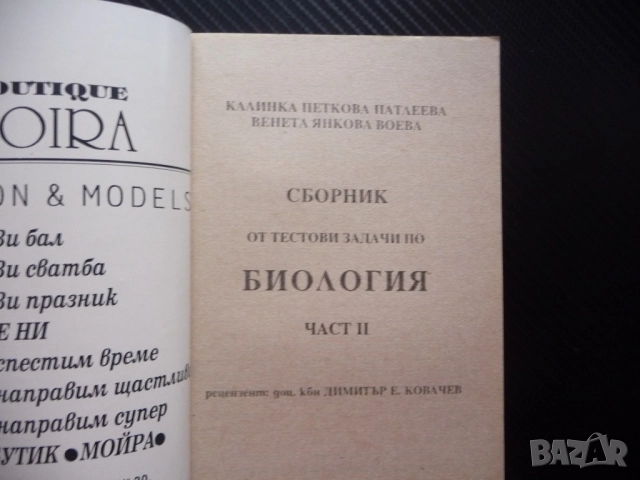 OUTIQUE
OIRA
ON & MODELS
Ви бал
Ви сватба
Ви празник
Е НИ
спестим време
направим щастлив
направим супер
УТИК ● МОЙРА ●
КАЛИНКА ПЕТКОВА ПАТЛЕЕВА
ВЕНЕТА ЯНКОВА ВОЕВА
СБОРНИК
ОТ ТЕСТОВИ ЗАДАЧИ ПО
БИОЛОГИЯ
ЧАСТ II
рецензент: доц. кбн ДИМИТЪР Е. КОВАЧЕВ
BAZAR
bazar.bg